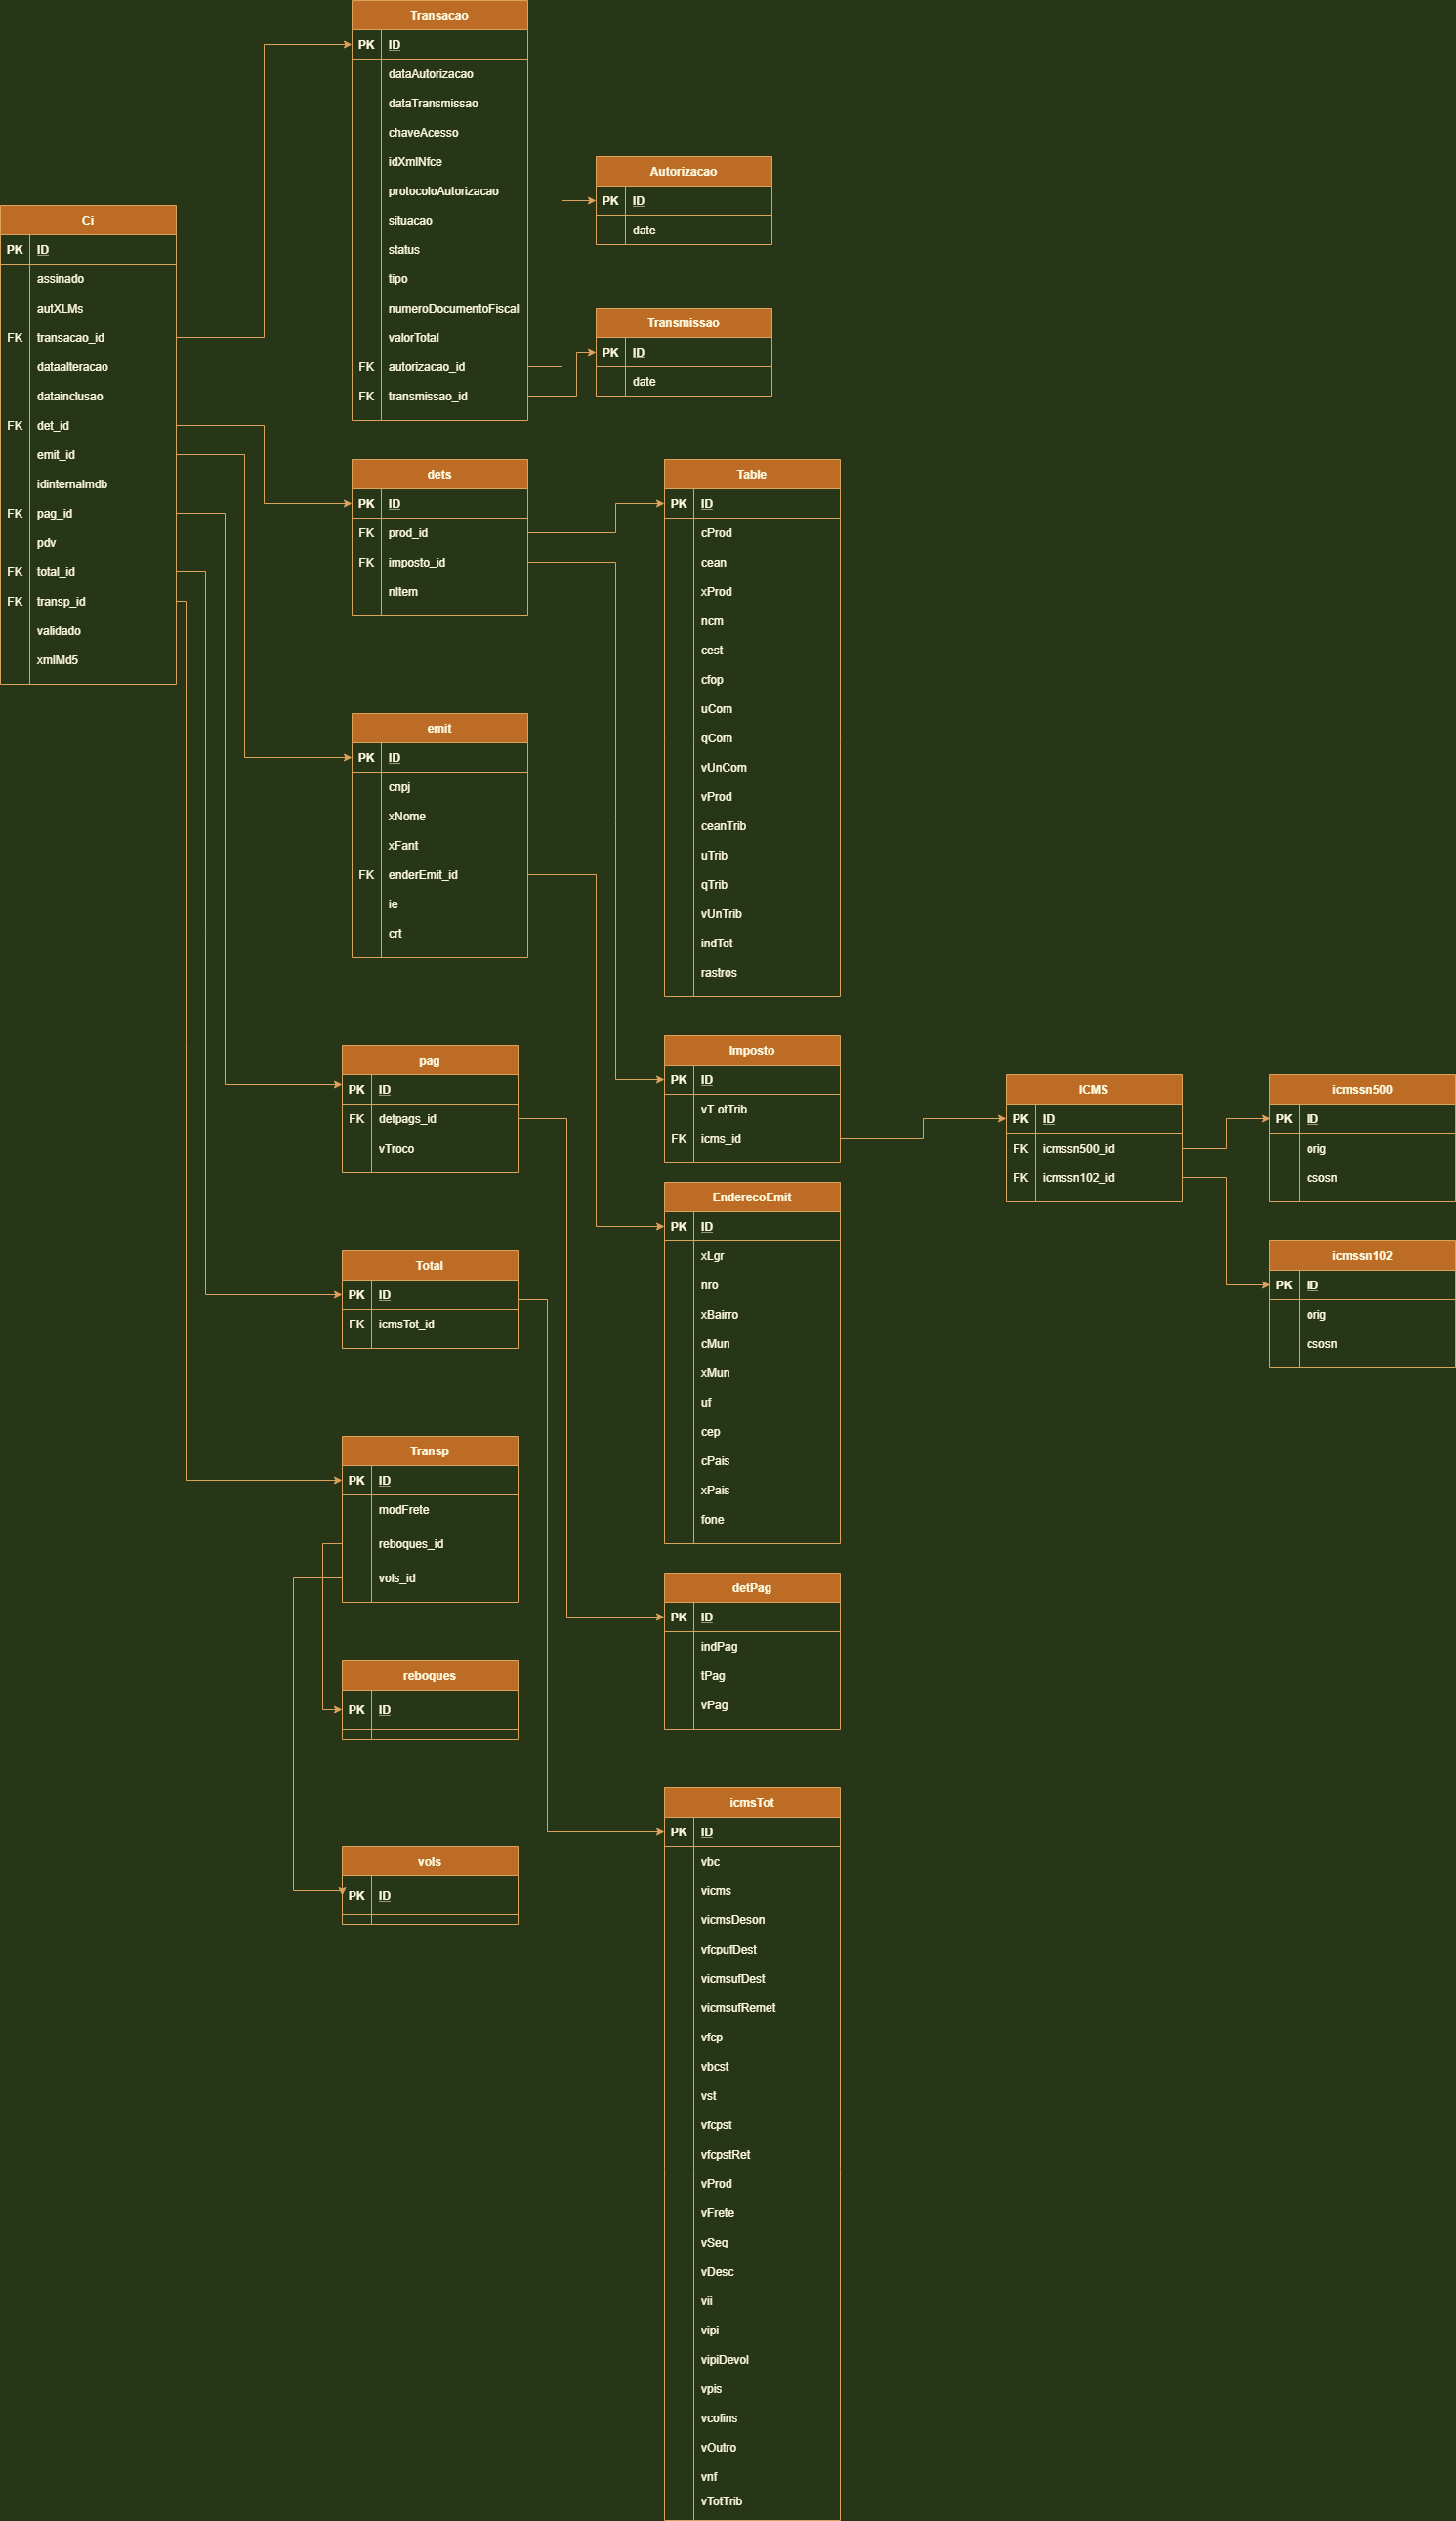 Transacao
PK ID
dataAutorizacao
dataTransmissao
chaveAcesso
idXmlNfce
protocoloAutorizacao
situacao
status
tipo
numeroDocumentoFiscal
valorTotal
FK autorizacao_id
FK transmissao_id
Autorizacao
PK ID
date
Transmissao
PK ID
date
Ci
PK ID
assinado
autXLMs
FK transacao_id
dataalteracao
datainclusao
FK det_id
emit_id
idinternalmdb
FK pag_id
pdv
FK total_id
FK transp_id
validado
xmlMd5
dets
PK ID
FK prod_id
FK imposto_id
nItem
Table
PK ID
cProd
cean
xProd
ncm
cest
cfop
uCom
qCom
vUnCom
vProd
ceanTrib
uTrib
qTrib
vUnTrib
indTot
rastros
emit
PK ID
cnpj
xNome
xFant
FK enderEmit_id
ie
crt
pag
PK ID
FK detpags_id
vTroco
Imposto
PK ID
vT otTrib
FK icms_id
ICMS
PK ID
FK icmssn500_id
FK icmssn102_id
icmssn500
PK ID
orig
csosn
icmssn102
PK ID
orig
csosn
EnderecoEmit
PK ID
xLgr
nro
xBairro
cMun
xMun
uf
cep
cPais
xPais
fone
Total
PK ID
FK icmsTot_id
Transp
PK ID
modFrete
reboques_id
vols_id
detPag
PK ID
indPag
tPag
vPag
reboques
PK ID
vols
PK ID
icmsTot
PK ID
vbc
vicms
vicmsDeson
vfcpufDest
vicmsufDest
vicmsufRemet
vfcp
vbcst
vst
vfcpst
vfcpstRet
vProd
vFrete
vSeg
vDesc
vii
vipi
vipiDevol
vpis
vcofins
vOutro
vnf
vTotTrib